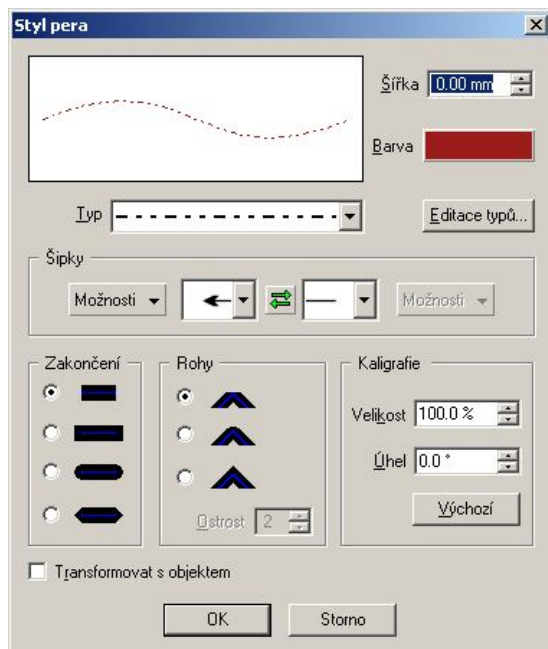 Styl pera
Šířka 0.00 mm
Barva
Typ
Editace typů...
Šipky
Možnosti
Možnosti
Zakončení
Rohy
Ostrost 2
Kaligrafie
Velikost 100.0 %
Úhel 0.0 °
Výchozí
Transformovat s objektem
OK
Storno